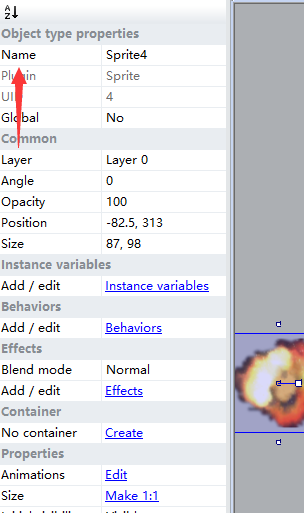 A
Z
Object type properties
Name Sprite4
Plugin Sprite
UID 4
Global No
Common
Layer Layer 0
Angle 0
Opacity 100
Position -82.5, 313
Size 87, 98
Instance variables
Add / edit Instance variables
Behaviors
Add / edit Behaviors
Effects
Blend mode Normal
Add / edit Effects
Container
No container Create
Properties
Animations Edit
Size Make 1:1